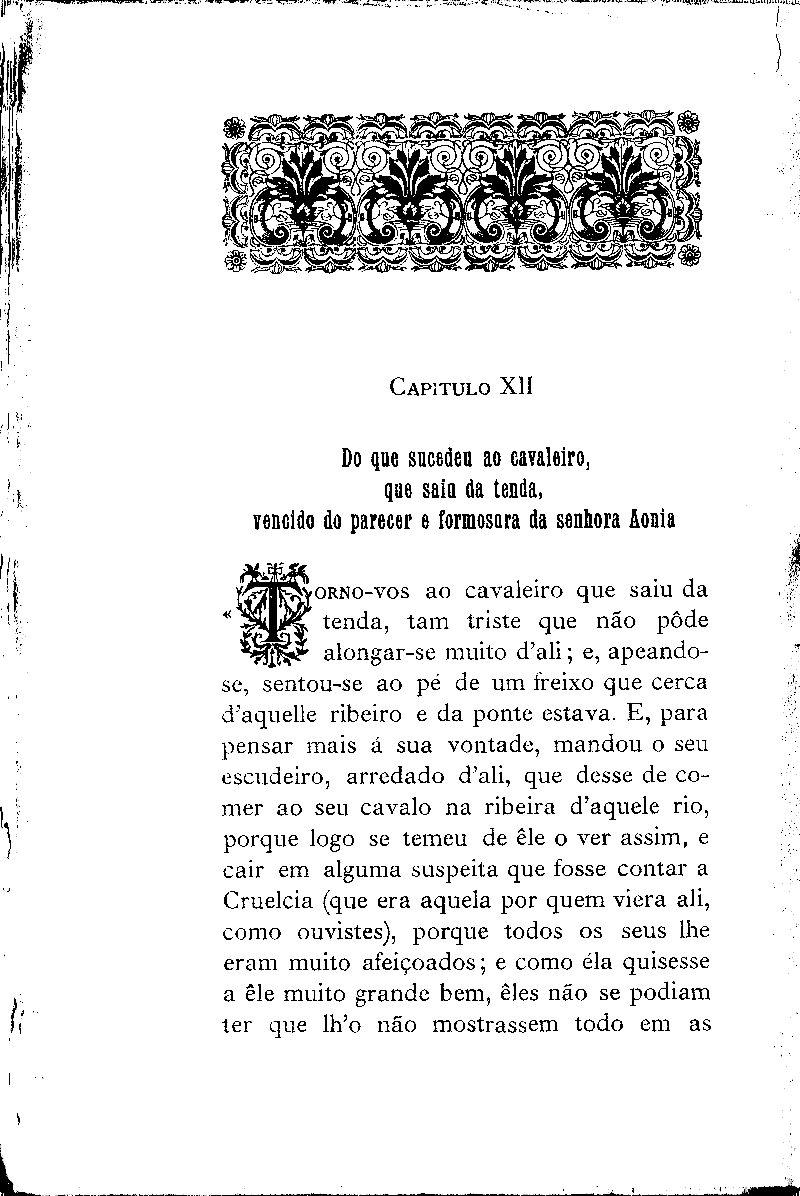 CAPITULO XII
Do que sucedeu ao cavaleiro,
que saiu da tenda,
vencido do parecer e formosura da senhora Aonia
«TORNO-VOS ao cavaleiro que saiu da
tenda, tam triste que não pôde
alongar-se muito d'ali; e, apeando-
se, sentou-se ao pé de um freixo que cerca
d'aquelle ribeiro e da ponte estava. E, para
pensar mais á sua vontade, mandou o seu
escudeiro, arredado d'ali, que desse de co-
mer ao seu cavalo na ribeira d'aquele rio,
porque logo se temeu de êle o ver assim, e
cair em alguma suspeita que fosse contar a
Cruelcia (que era aquela por quem viera ali,
como ouvistes), porque todos os seus lhe
eram muito afeiçoados; e como éla quisesse
a êle muito grande bem, êles não se podiam
ter que lh'o não mostrassem todo em as